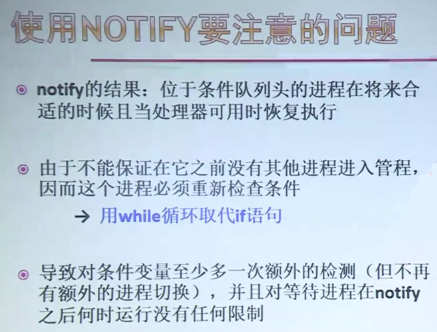 使用NOTIFY要注意的问题
notify的结果：位于条件队列头的进程在将来合
适的时候且当处理器可用时恢复执行
由于不能保证在它之前没有其他进程进入管程，
因而这个进程必须重新检查条件
→ 用while循环取代if语句
导致对条件变量至少多一次额外的检测（但不再
有额外的进程切换），并且对等待进程在notify
之后何时运行没有任何限制